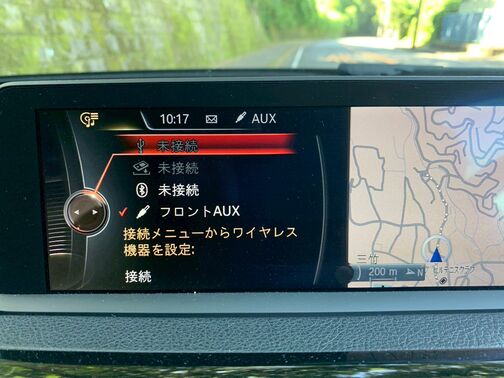 10:17 AUX
未接続
未接続
未接続
フロントAUX
接続メニューからワイヤレス
機器を設定:
接続
三竹
200 m
N